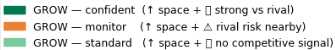 GROW — confident (↑ space + strong vs rival)
GROW — monitor (↑ space + ⚠ rival risk nearby)
GROW — standard (↑ space + no competitive signal)